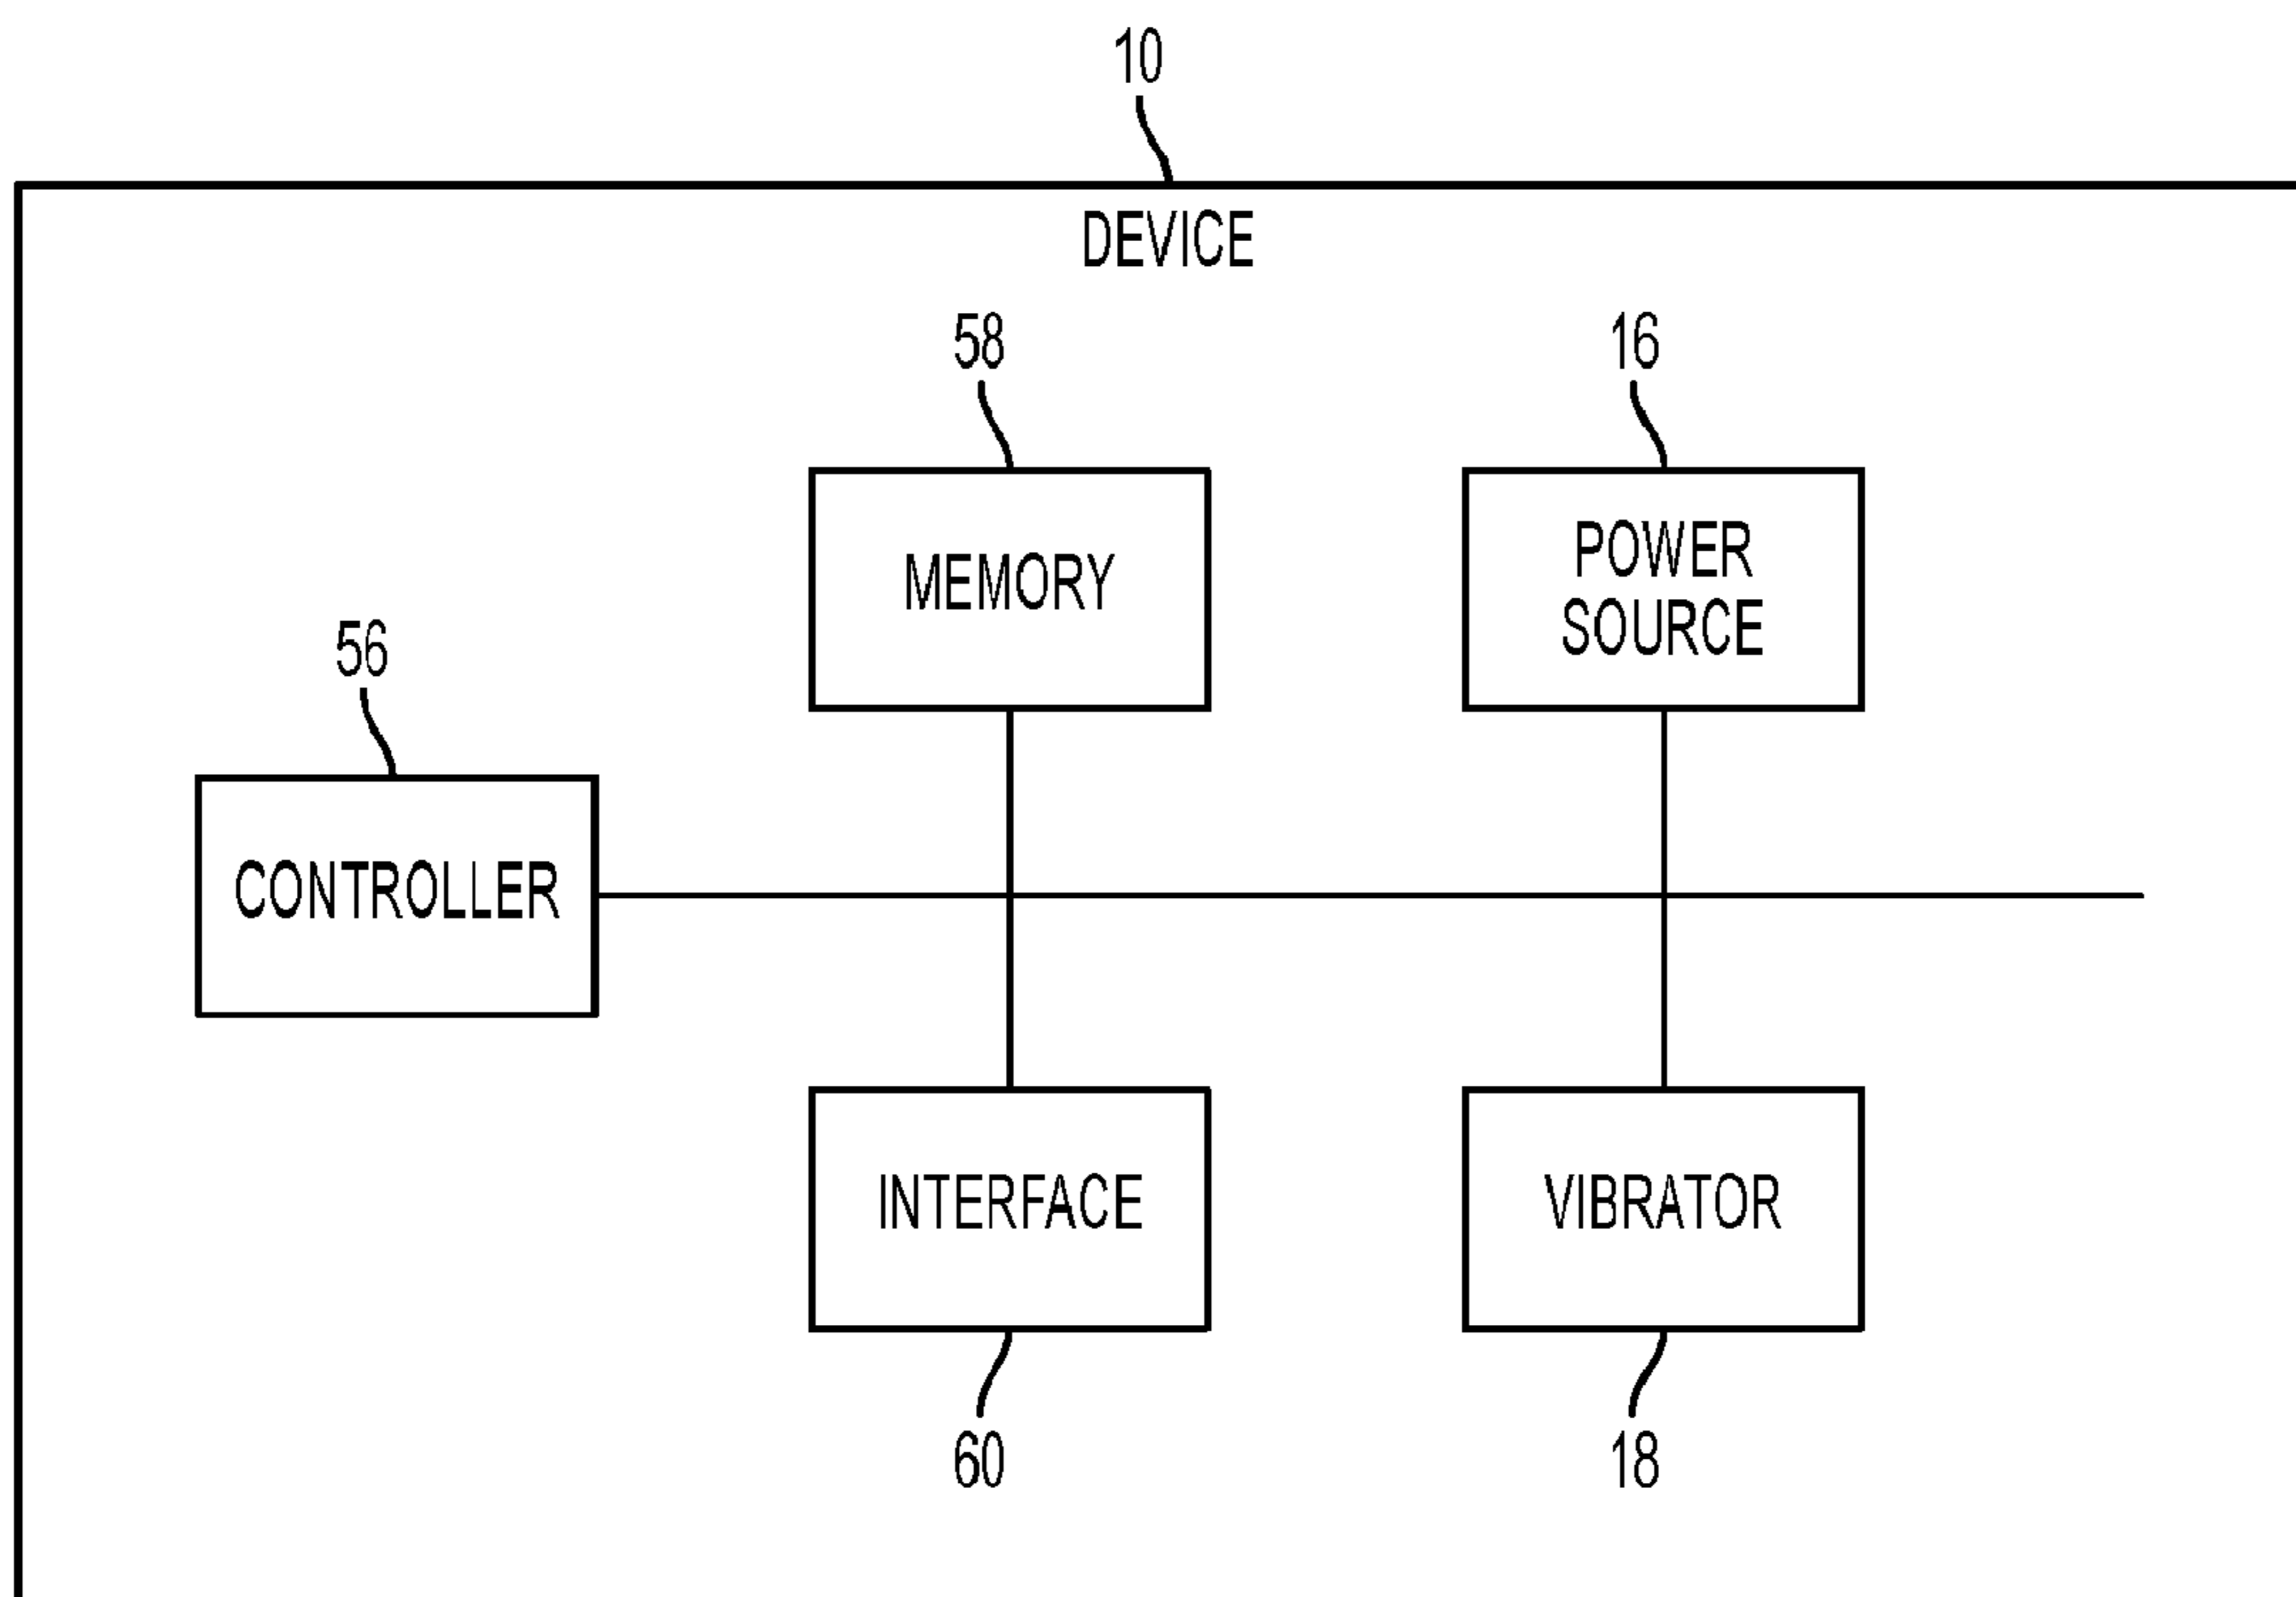 10
DEVICE
58
16
MEMORY
POWER
SOURCE
56
CONTROLLER
INTERFACE
VIBRATOR
60
18